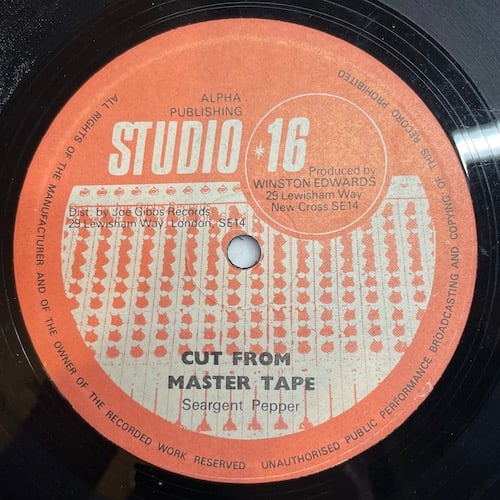 ALPHA
PUBLISHING
STUDIO *16
Produced by
WINSTON EDWARDS
29 Lewisham Way
New Cross SE14
Dist. by Joe Gibbs Records
29 Lewisham Way, London, SE14
CUT FROM
MASTER TAPE
Seargent Pepper
ALL RIGHTS OF THE MANUFACTURER AND OF THE OWNER OF THE RECORDED WORK RESERVED UNAUTHORISED PUBLIC PERFORMANCE BROADCASTING AND COPYING OF THIS RECORD PROHIBITED